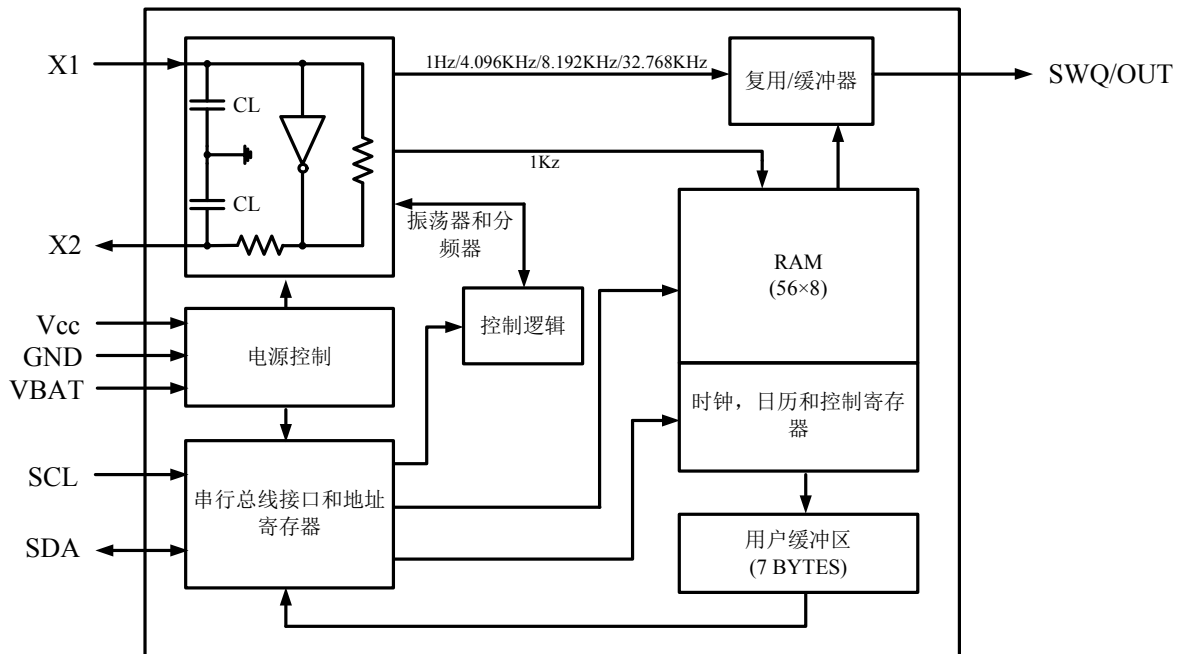 X1
CL
CL
X2
1Hz/4.096KHz/8.192KHz/32.768KHz
复用/缓冲器
SWQ/OUT
1Kz
振荡器和分
频器
RAM
(56×8)
Vcc
GND
VBAT
电源控制
控制逻辑
时钟，日历和控制寄存
器
SCL
SDA
串行总线接口和地址
寄存器
用户缓冲区
(7 BYTES)